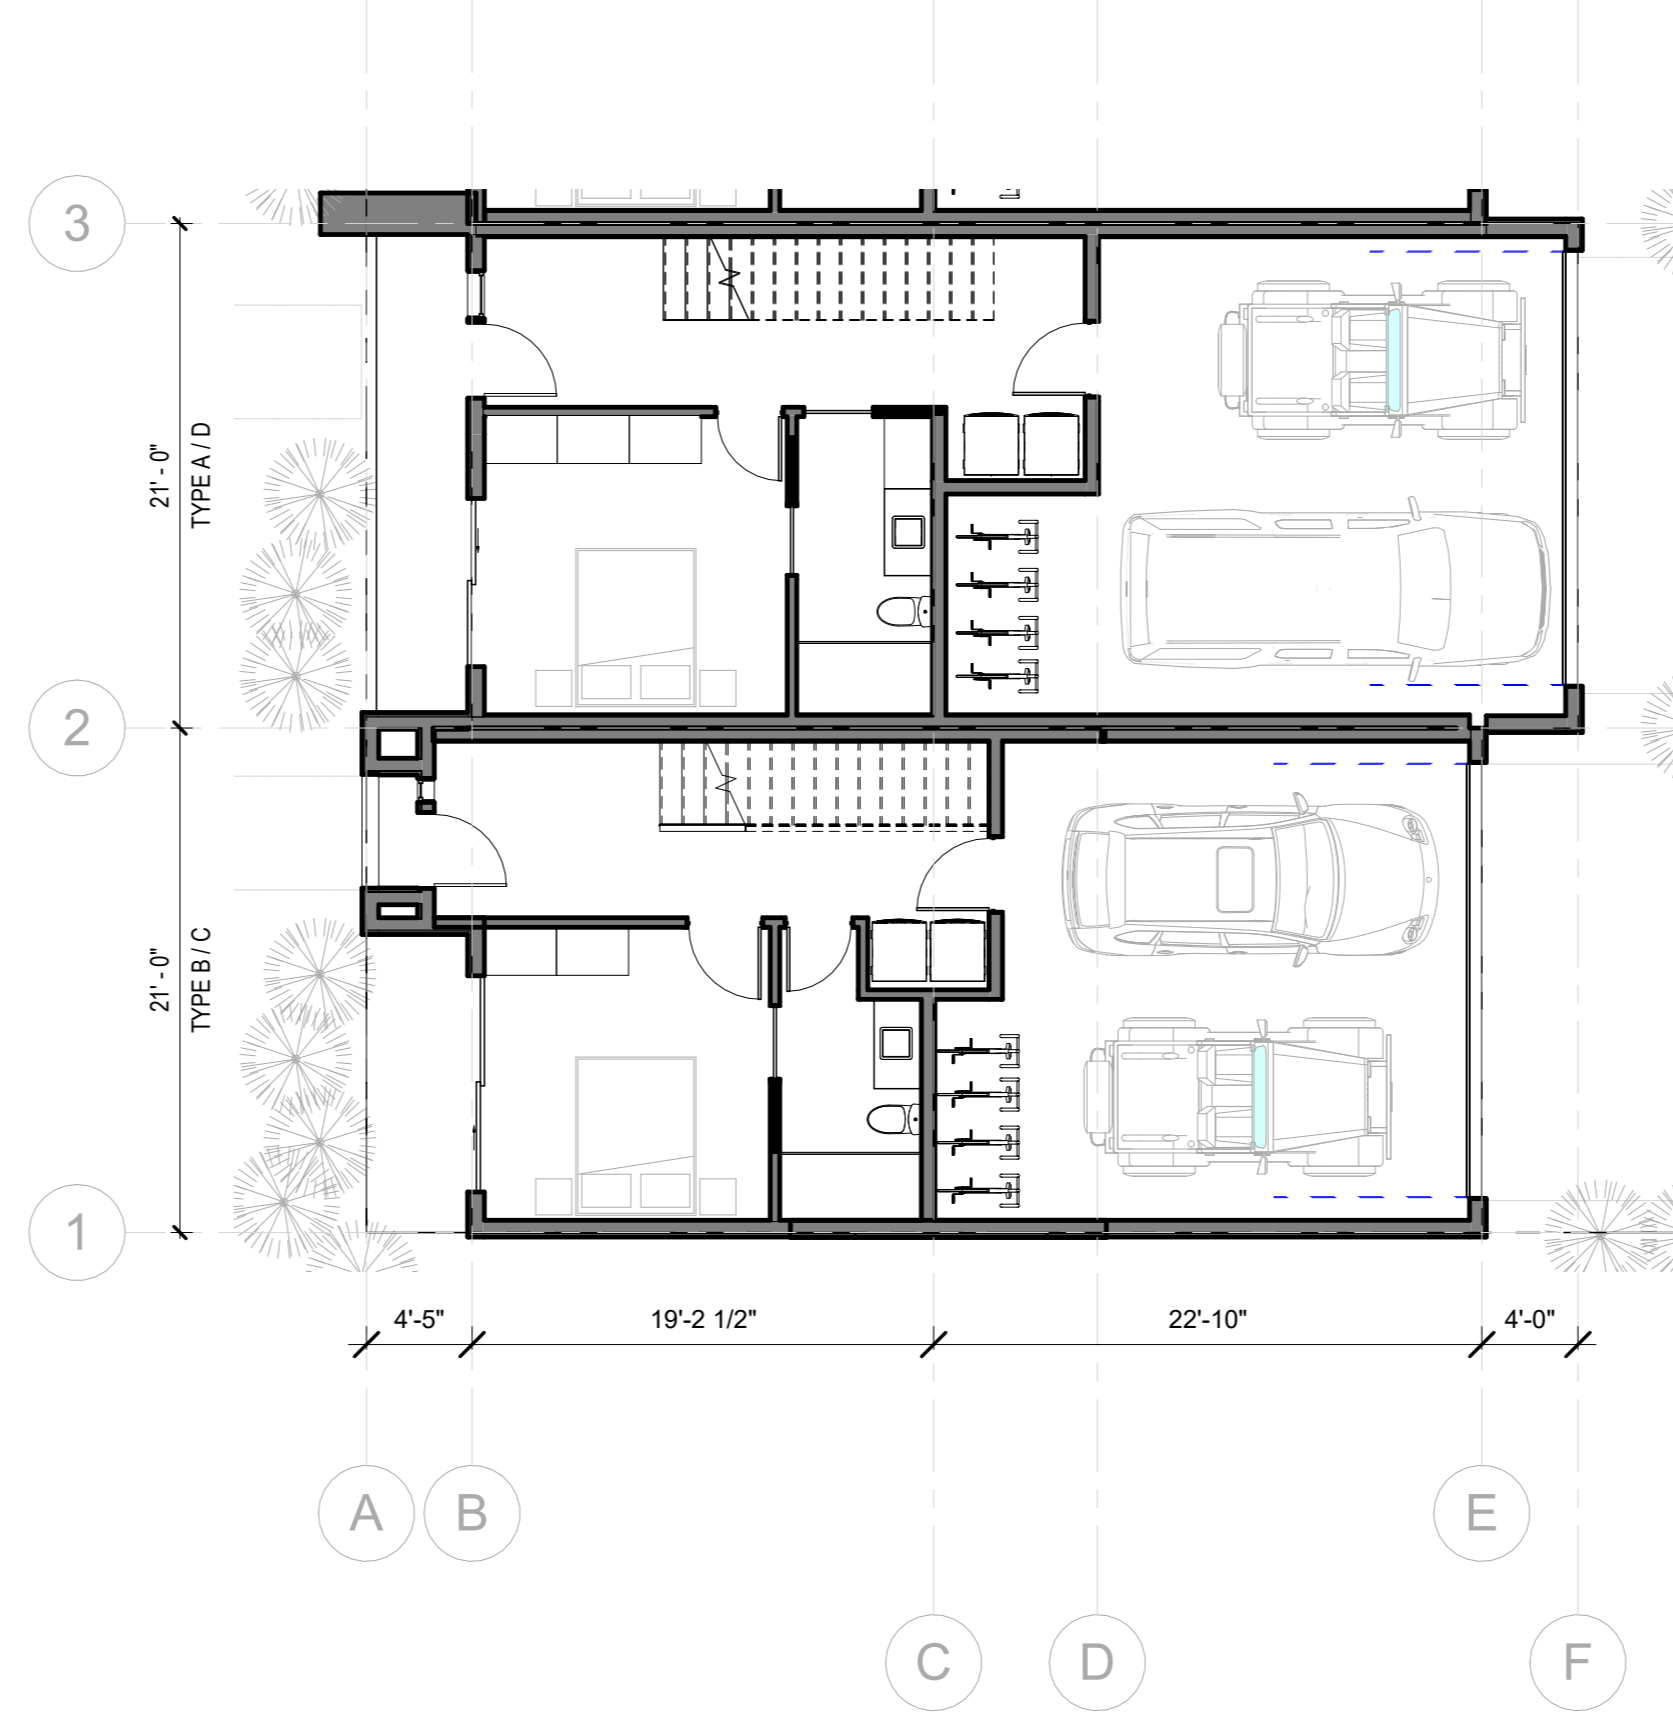 3
21' - 0"
TYPE A / D
2
21' - 0"
TYPE B / C
1
4'-5" 19'-2 1/2" 22'-10" 4'-0"
A B E
C D F